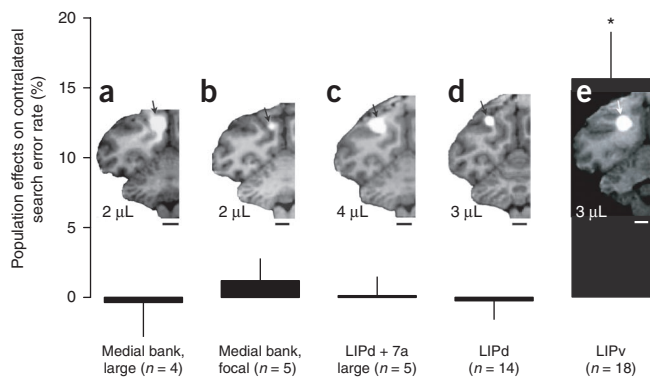 Population effects on contralateral
search error rate (%)
20
15
10
5
0
a
b
c
d
e
*
2 μL
2 μL
4 μL
3 μL
3 μL
Medial bank,
large (n = 4)
Medial bank,
focal (n = 5)
LIPd + 7a
large (n = 5)
LIPd
(n = 14)
LIPv
(n = 18)